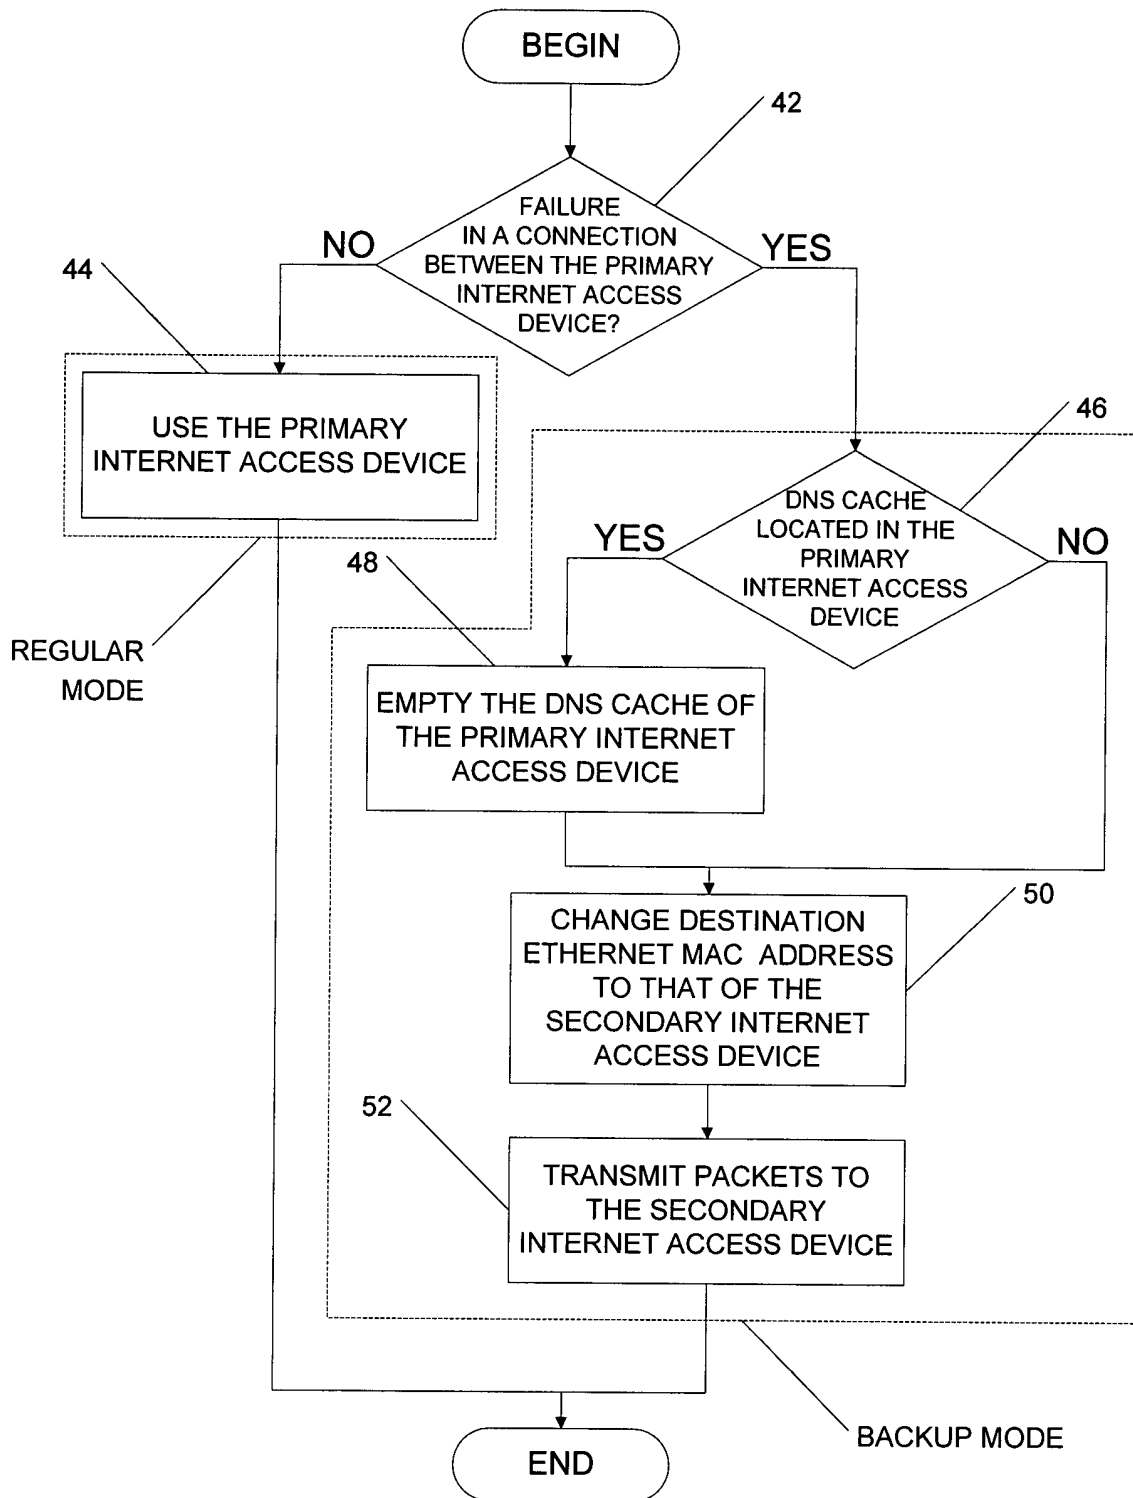 BEGIN
42
FAILURE
IN A CONNECTION
BETWEEN THE PRIMARY
INTERNET ACCESS
DEVICE?
NO
YES
44
USE THE PRIMARY
INTERNET ACCESS DEVICE
REGULAR
MODE
46
DNS CACHE
LOCATED IN THE
PRIMARY
INTERNET ACCESS
DEVICE
YES
NO
48
EMPTY THE DNS CACHE OF
THE PRIMARY INTERNET
ACCESS DEVICE
50
CHANGE DESTINATION
ETHERNET MAC ADDRESS
TO THAT OF THE
SECONDARY INTERNET
ACCESS DEVICE
52
TRANSMIT PACKETS TO
THE SECONDARY
INTERNET ACCESS DEVICE
BACKUP MODE
END